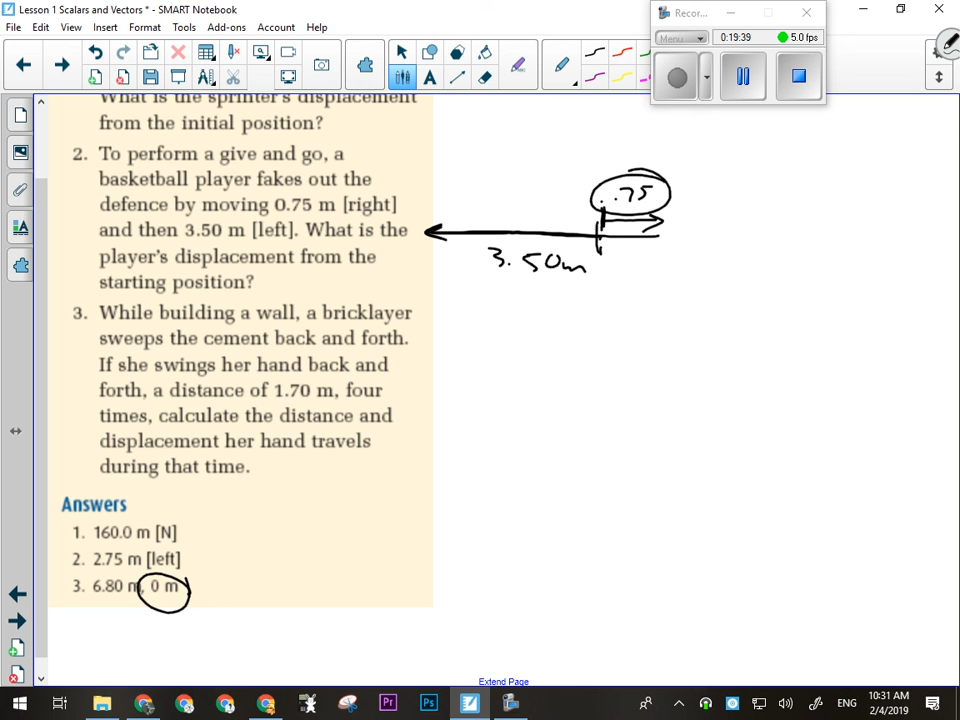 Lesson 1 Scalars and Vectors * - SMART Notebook
File Edit View Insert Format Tools Add-ons Account Help
Recor...
Menu
0:19:39
5.0 fps
What is the sprinter's displacement
from the initial position?
2. To perform a give and go, a
basketball player fakes out the
defence by moving 0.75 m [right]
and then 3.50 m [left]. What is the
player's displacement from the
starting position?
3. While building a wall, a bricklayer
sweeps the cement back and forth.
If she swings her hand back and
forth, a distance of 1.70 m, four
times, calculate the distance and
displacement her hand travels
during that time.
Answers
1. 160.0 m [N]
2. 2.75 m [left]
3. 6.80 m, 0 m
.75
3.50m
Extend Page
Pr
Ps
ENG
10:31 AM
2/4/2019